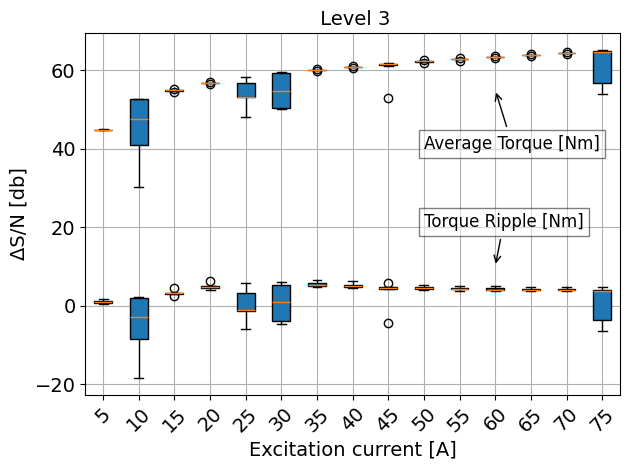 Level 3
ΔS/N [db]
60
40
20
0
−20
Average Torque [Nm]
Torque Ripple [Nm]
5 10 15 20 25 30 35 40 45 50 55 60 65 70 75
Excitation current [A]